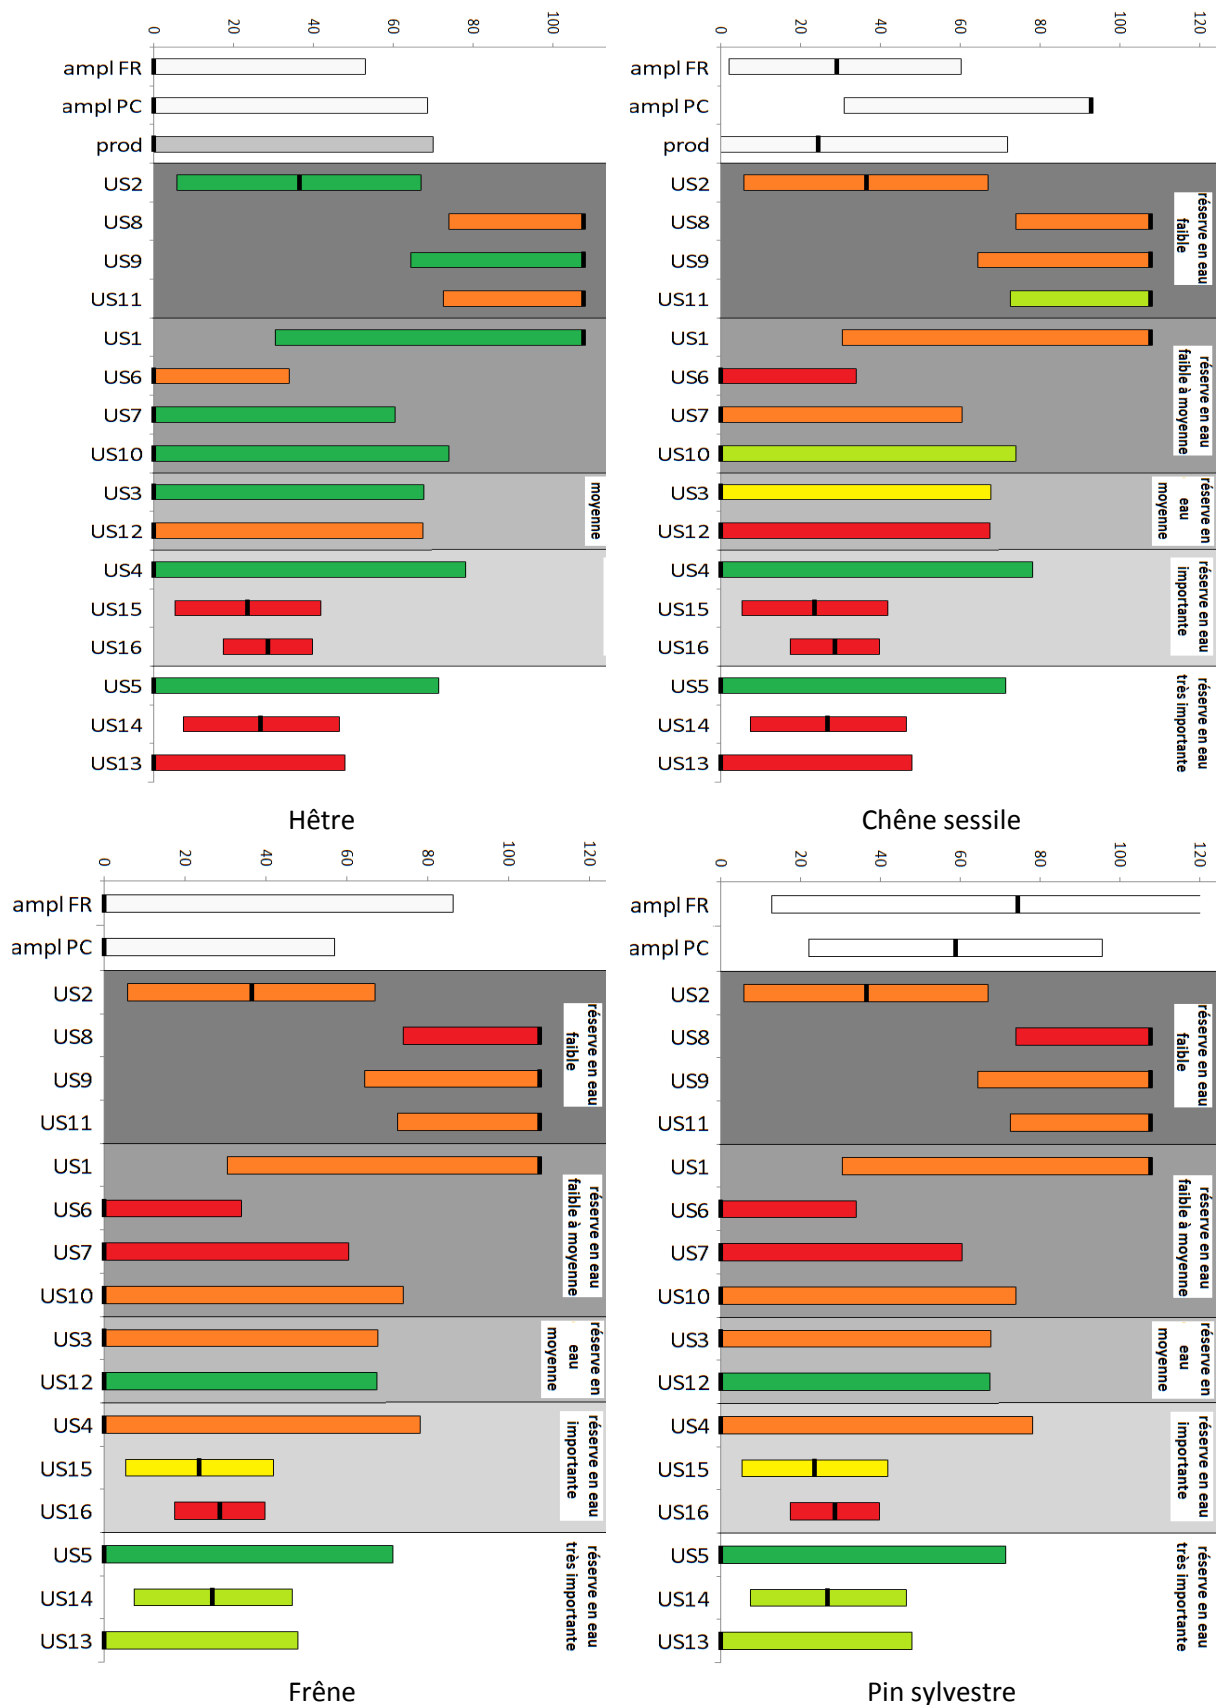 0 20 40 60 80 100
ampl FR
ampl PC
prod
US2
US8
US9
US11
US1
US6
US7
US10
US3
US12
US4
US15
US16
US5
US14
US13
moyenne
Hêtre
0 20 40 60 80 100 120
ampl FR
ampl PC
prod
US2
US8
US9
US11
US1
US6
US7
US10
US3
US12
US4
US15
US16
US5
US14
US13
réserve en eau
faible
réserve en eau
faible à moyenne
réserve en
eau
moyenne
réserve en eau
importante
réserve en eau
très importante
Chêne sessile
0 20 40 60 80 100 120
ampl FR
ampl PC
US2
US8
US9
US11
US1
US6
US7
US10
US3
US12
US4
US15
US16
US5
US14
US13
réserve en eau
faible
réserve en eau
faible à moyenne
réserve en
eau
moyenne
réserve en eau
importante
réserve en eau
très importante
Frêne
0 20 40 60 80 100 120
ampl FR
ampl PC
US2
US8
US9
US11
US1
US6
US7
US10
US3
US12
US4
US15
US16
US5
US14
US13
réserve en eau
faible
réserve en eau
faible à moyenne
réserve en
eau
moyenne
réserve en eau
importante
réserve en eau
très importante
Pin sylvestre